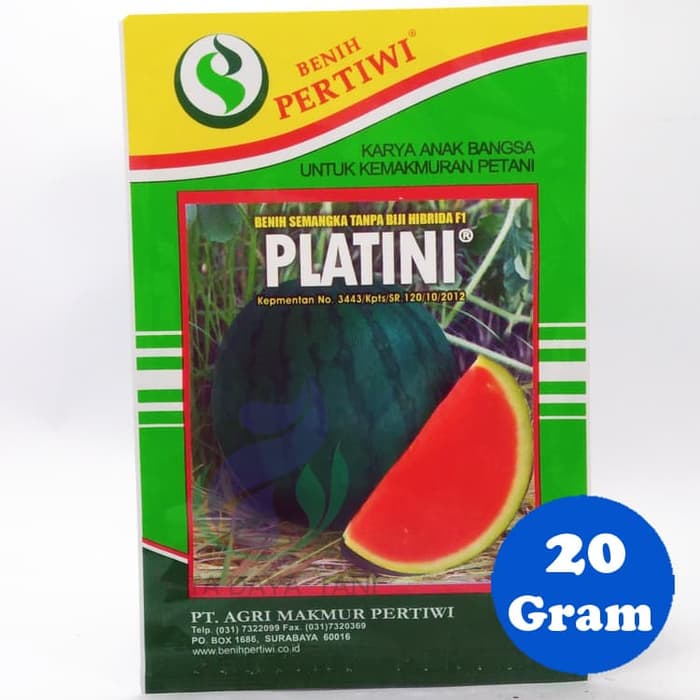 BENIH
PERTIWI®
KARYA ANAK BANGSA
UNTUK KEMAKMURAN PETANI
BENIH SEMANGKA TANPA BIJI HIBRIDA F1
PLATINI®
Kepmentan No. 3443/Kpts/SR.120/10/2012
A DAYA TANI
PT. AGRI MAKMUR PERTIWI
Telp. (031) 7322099 Fax. (031)7320369
PO. BOX 1686, SURABAYA 60016
www.benihpertiwi.co.id
20
Gram